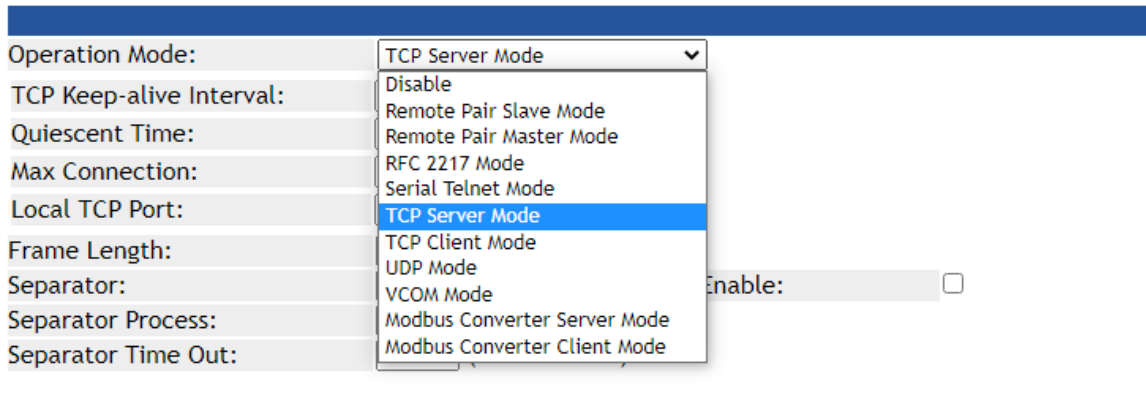 Operation Mode: TCP Server Mode
Disable
TCP Keep-alive Interval:
Remote Pair Slave Mode
Quiescent Time: Remote Pair Master Mode
RFC 2217 Mode
Max Connection:
Serial Telnet Mode
Local TCP Port: TCP Server Mode
Frame Length: TCP Client Mode
UDP Mode
Separator: Enable:
VCOM Mode
Separator Process: Modbus Converter Server Mode
Separator Time Out: Modbus Converter Client Mode